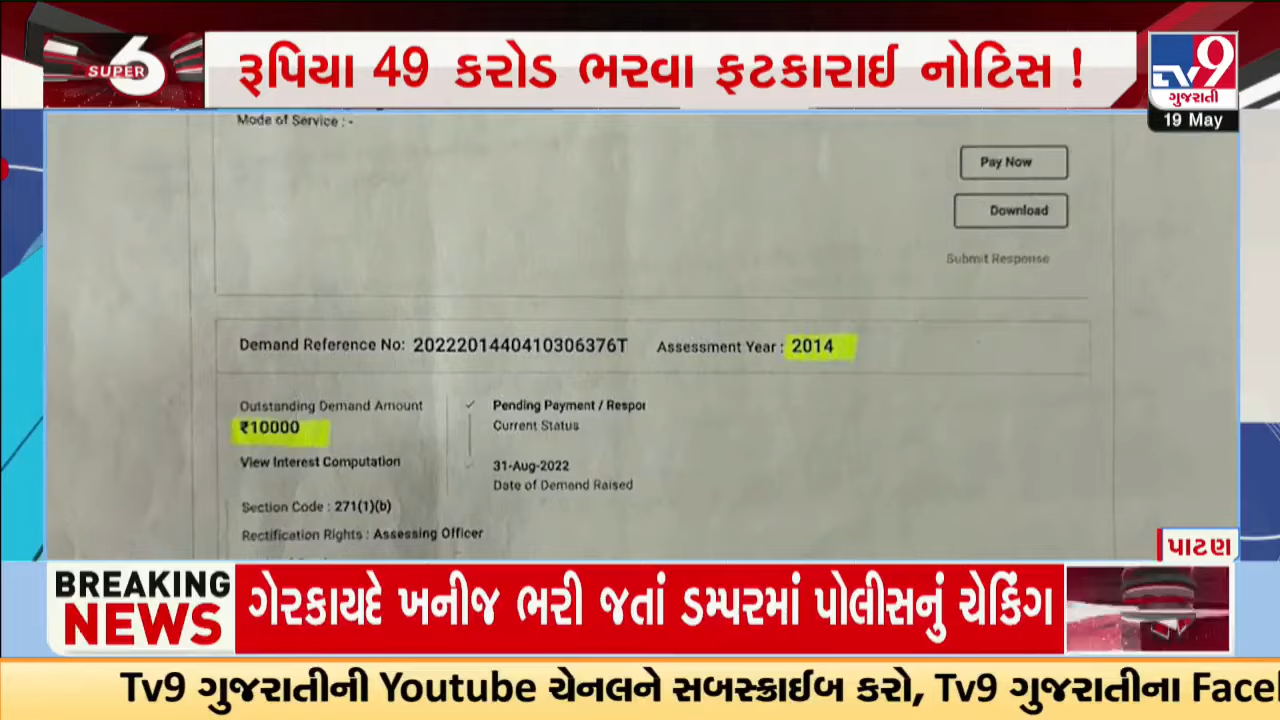 SUPER 6
રૂપિયા 49 કરોડ ભરવા ફટકારાઈ નોટિસ !
TV9
ગુજરાતી
19 May
Mode of Service : -
Pay Now
Download
Submit Response
Demand Reference No: 2022201440410306376T Assessment Year : 2014
Outstanding Demand Amount
₹10000
Pending Payment / Respor
Current Status
View Interest Computation
31-Aug-2022
Date of Demand Raised
Section Code : 271(1)(b)
Rectification Rights : Assessing Officer
પાટણ
BREAKING
NEWS
ગેરકાયદે ખનીજ ભરી જતાં ડમ્પરમાં પોલીસનું ચેકિંગ
Tv9 ગુજરાતીની Youtube ચેનલને સબસ્ક્રાઈબ કરો, Tv9 ગુજરાતીના Facel